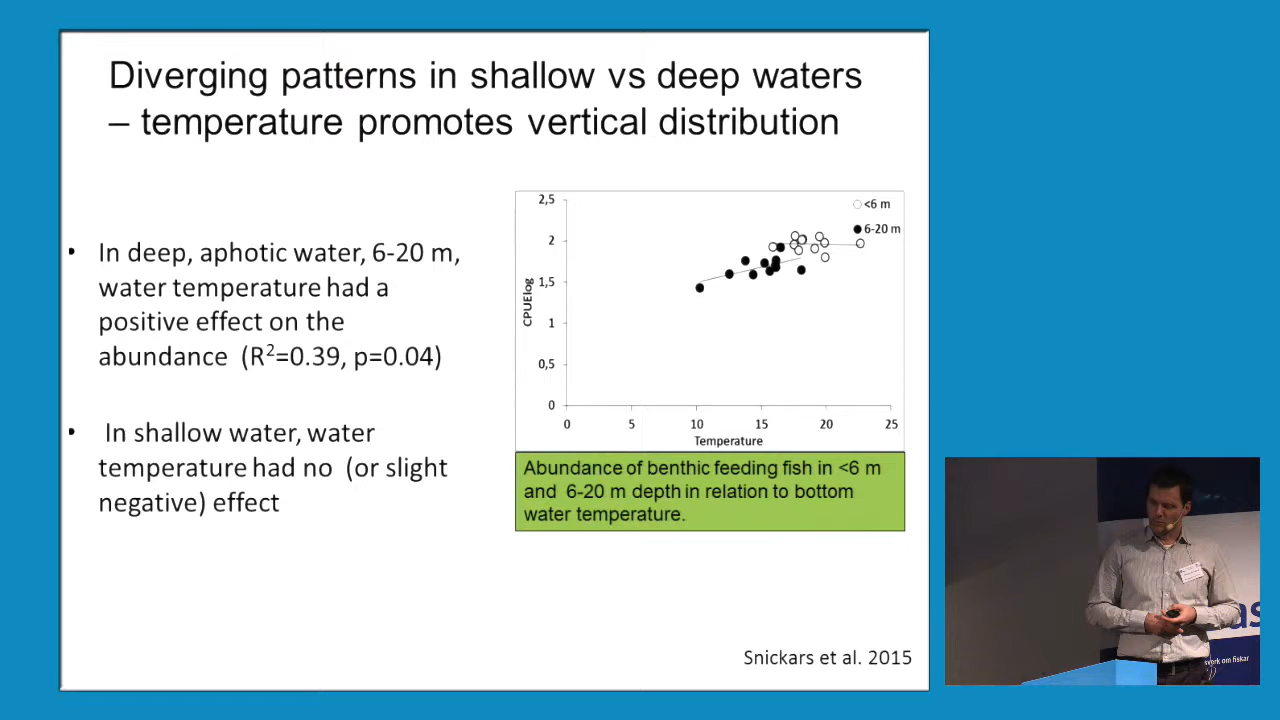 Diverging patterns in shallow vs deep waters
– temperature promotes vertical distribution
• In deep, aphotic water, 6-20 m,
water temperature had a
positive effect on the
abundance (R²=0.39, p=0.04)
• In shallow water, water
temperature had no (or slight
negative) effect
2,5
2
1,5
1
0,5
0
CPUElog
0 5 10 15 20 25
Temperature
<6 m
6-20 m
Abundance of benthic feeding fish in <6 m
and 6-20 m depth in relation to bottom
water temperature.
Snickars et al. 2015
om fiskar